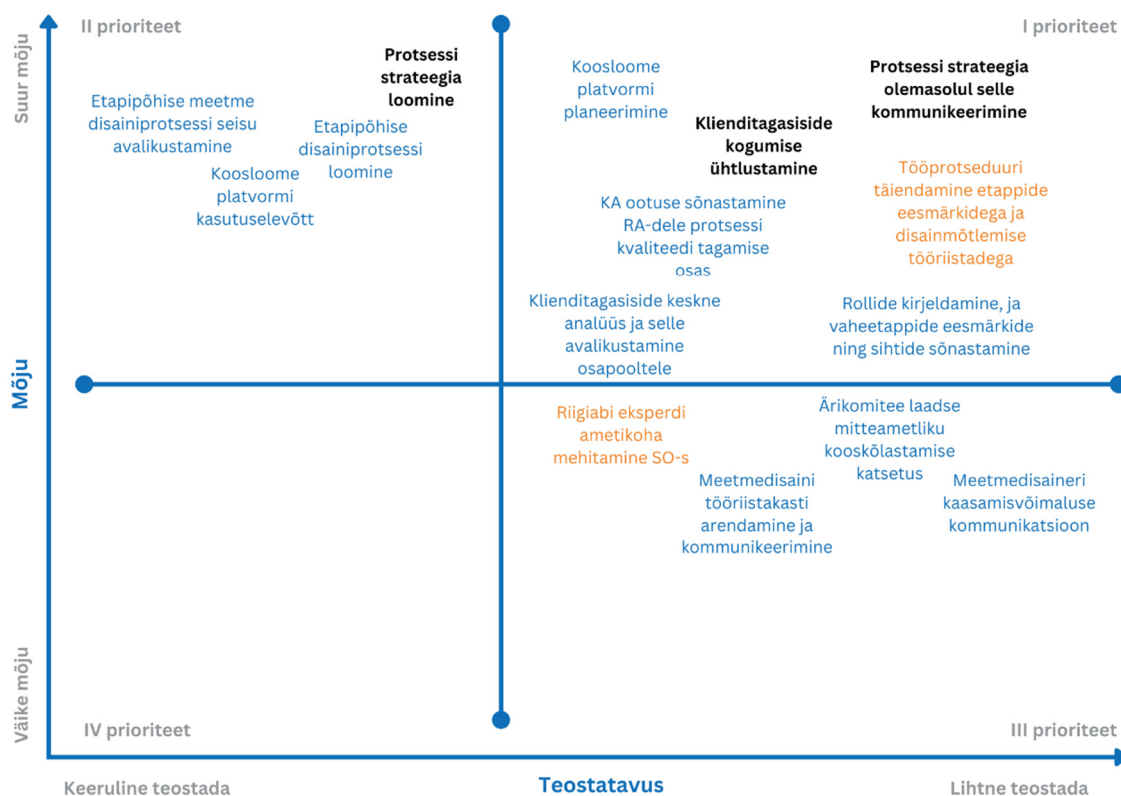 II prioriteet
I prioriteet
Suur mõju
Protsessi
strateegia
loomine
Etapipõhise meetme
disainiprotsessi seisu
avalikustamine
Etapipõhise
disainiprotsessi
loomine
Koosloome
platvormi
kasutuselevõtt
Koosloome
platvormi
planeerimine
Protsessi strateegia
olemasolul selle
kommunikeerimine
Klienditagasiside
kogumise
ühtlustamine
Tööprotseduuri
täiendamine etappide
eesmärkidega ja
disainmõtlemise
tööriistadega
KA ootuse sõnastamine
RA-dele protsessi
kvaliteedi tagamise
osas
Klienditagasiside keskne
analüüs ja selle
avalikustamine
osapooltele
Rollide kirjeldamine, ja
vaheetappide eesmärkide
ning sihtide sõnastamine
Mõju
Riigiabi eksperdi
ametikoha
mehitamine SO-s
Ärikomitee laadse
mitteametliku
kooskõlastamise
katsetus
Meetmedisaini
tööriistakasti
arendamine ja
kommunikeerimine
Meetmedisaineri
kaasamisvõimaluse
kommunikatsioon
Väike mõju
IV prioriteet
III prioriteet
Keeruline teostada
Teostatavus
Lihtne teostada